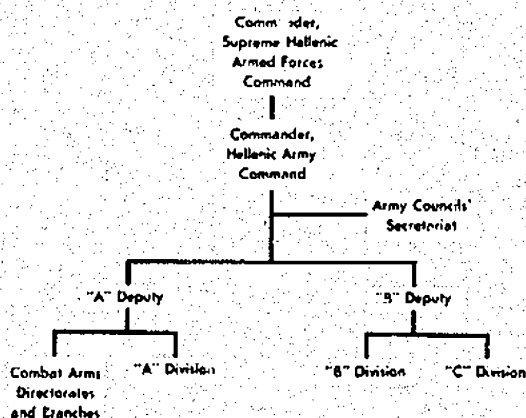 Commander,
Supreme Hellenic
Armed Forces
Command
Commander,
Hellenic Army
Command
Army Councils'
Secretariat
"A" Deputy
"B" Deputy
Combat Arms
Directorates
and Branches
"A" Division
"B" Division
"C" Division